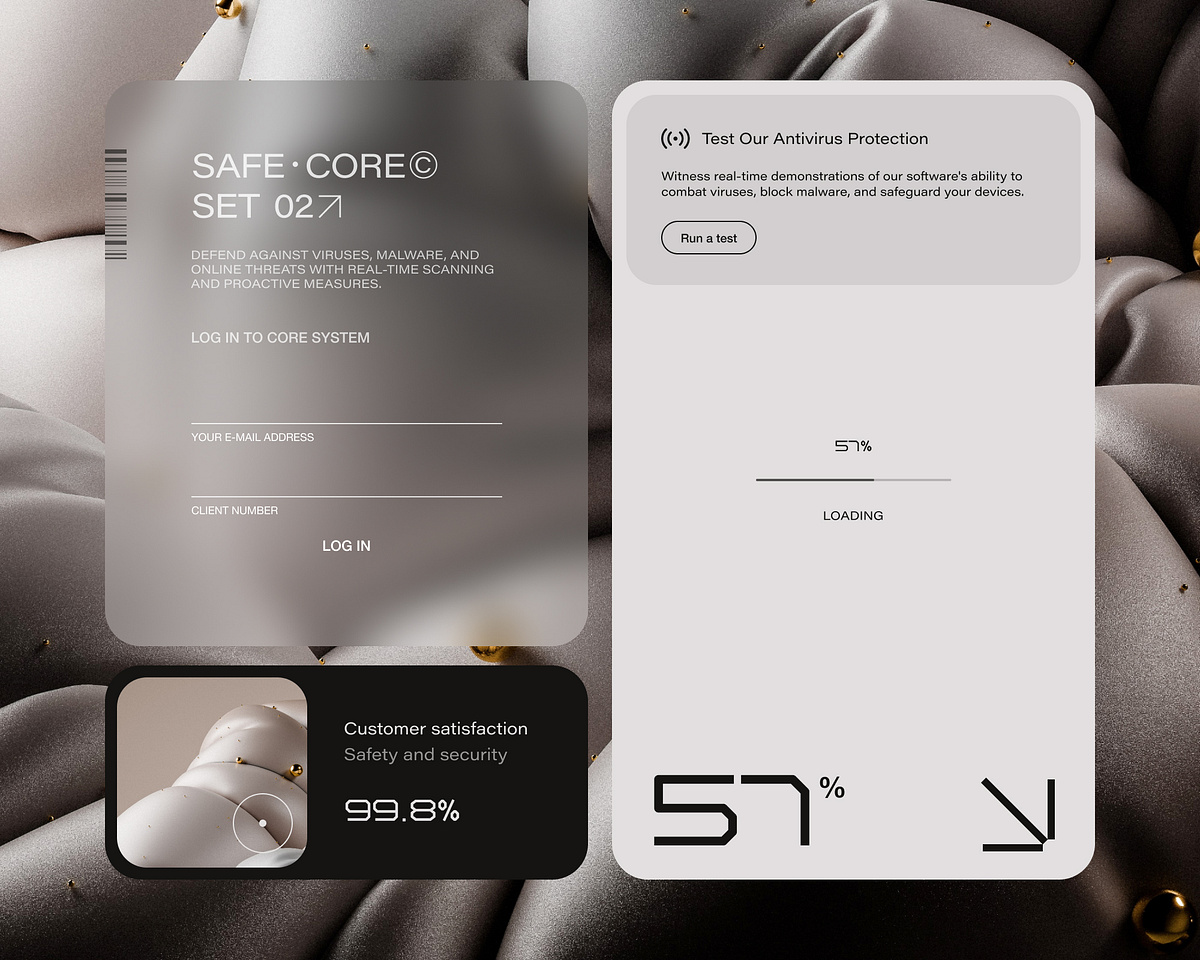 SAFE·CORE©
SET 02↗
DEFEND AGAINST VIRUSES, MALWARE, AND
ONLINE THREATS WITH REAL-TIME SCANNING
AND PROACTIVE MEASURES.
LOG IN TO CORE SYSTEM
YOUR E-MAIL ADDRESS
CLIENT NUMBER
LOG IN
Customer satisfaction
Safety and security
99.8%
Test Our Antivirus Protection
Witness real-time demonstrations of our software's ability to
combat viruses, block malware, and safeguard your devices.
Run a test
57%
LOADING
57%